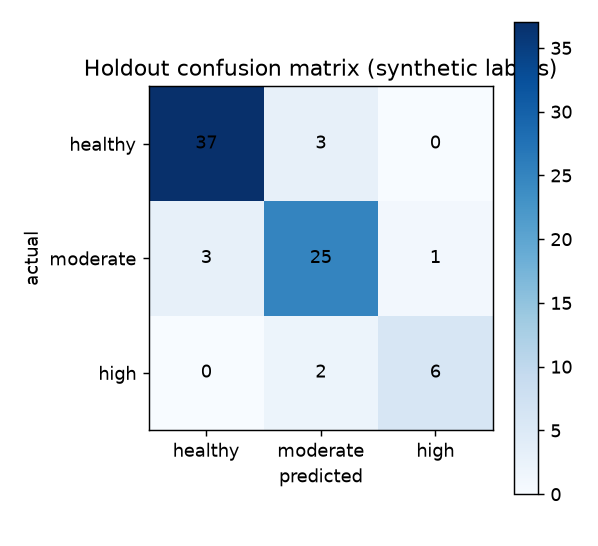 Holdout confusion matrix (synthetic labels)
35
healthy 37 3 0
30
25
actual
moderate 3 25 1
20
15
high 0 2 6
10
5
healthy moderate high
predicted
0